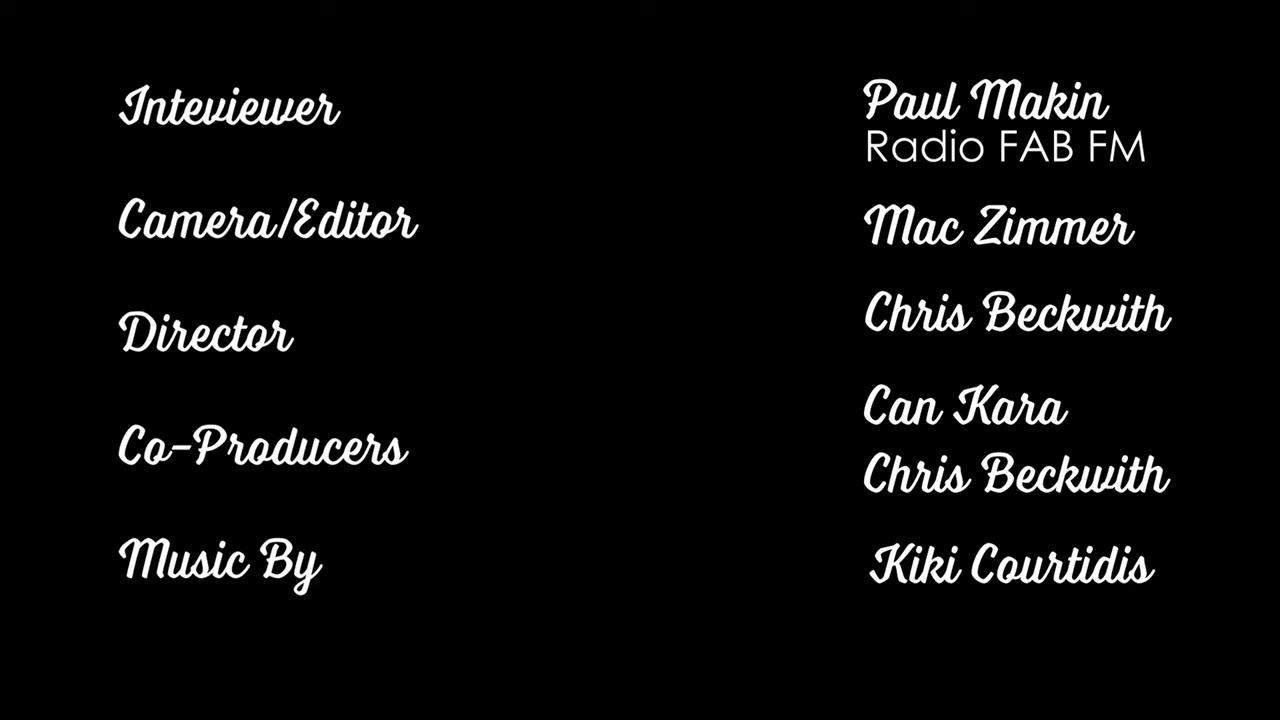 Inteviewer
Paul Makin
Radio FAB FM
Camera/Editor
Mac Zimmer
Director
Chris Beckwith
Co-Producers
Can Kara
Chris Beckwith
Music By
Kiki Courtidis